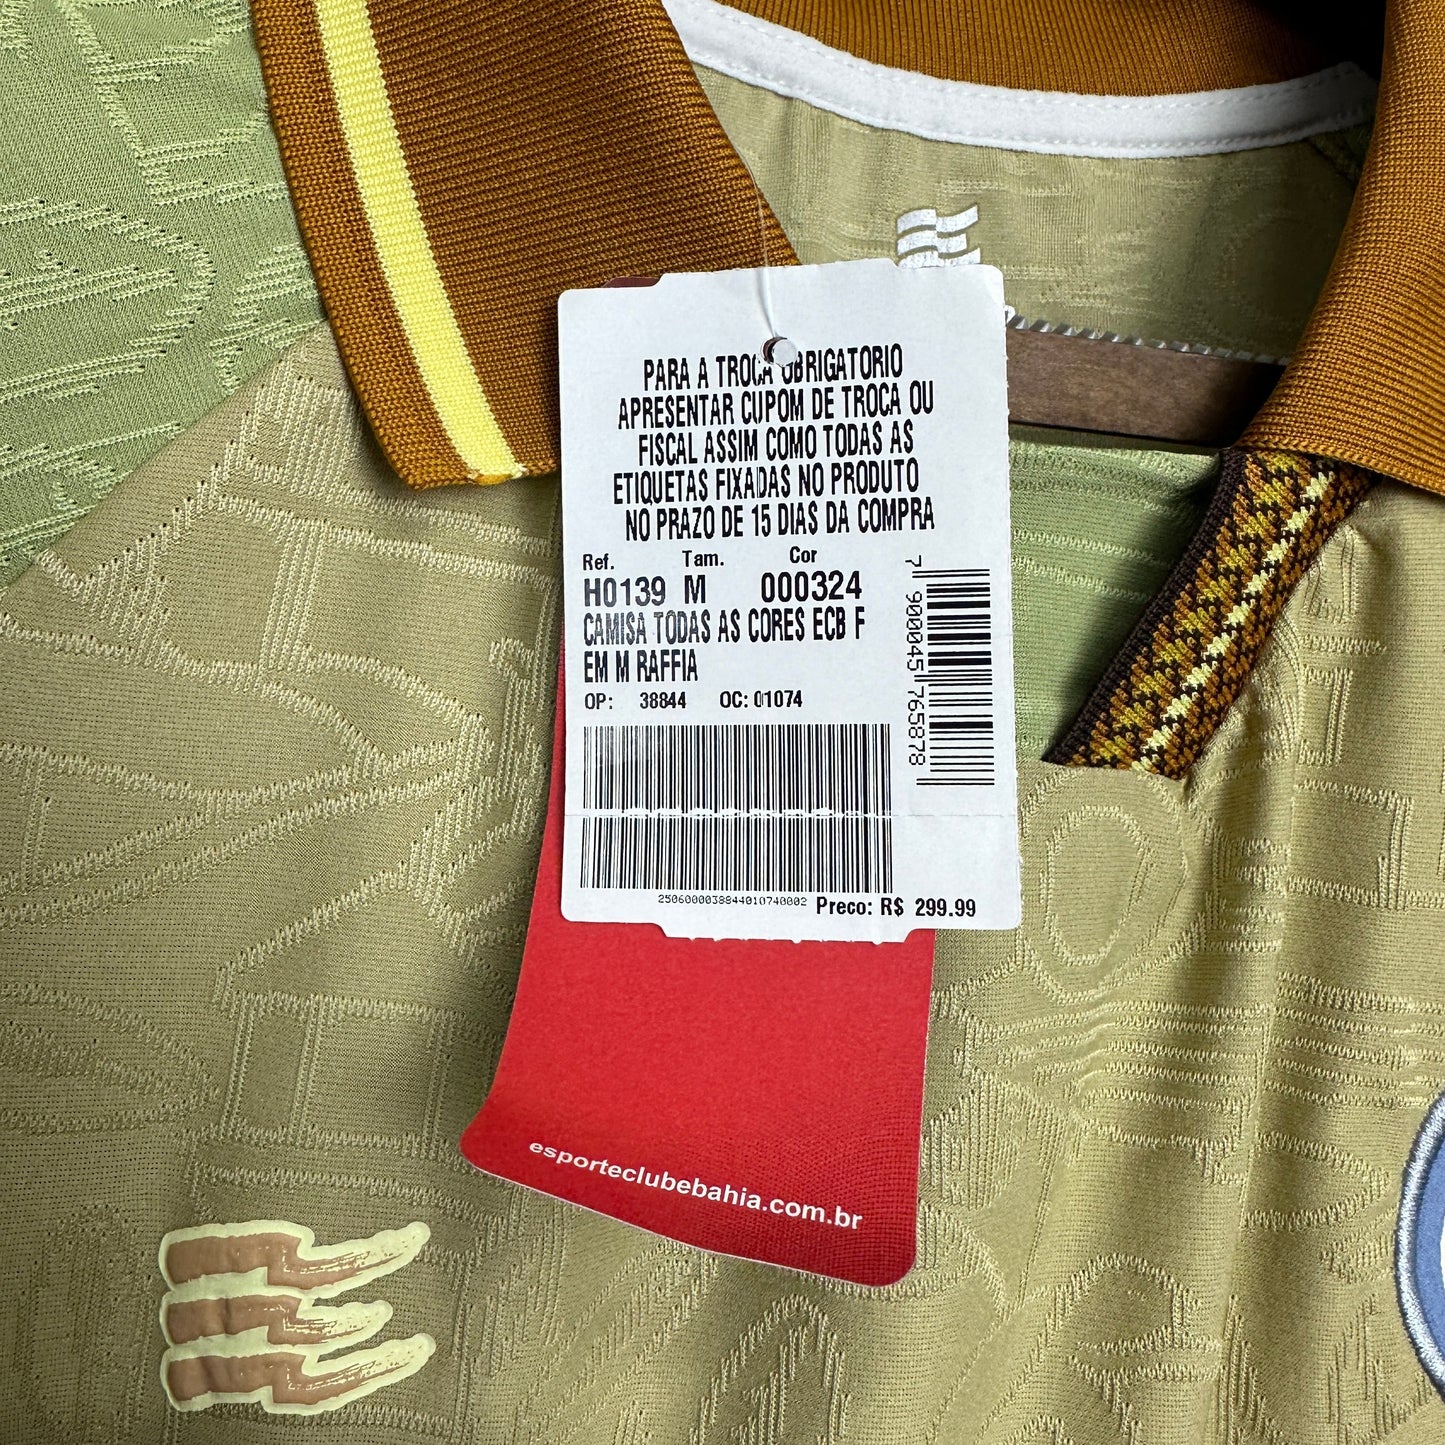 PARA A TROCA OBRIGATORIO
APRESENTAR CUPOM DE TROCA OU
FISCAL ASSIM COMO TODAS AS
ETIQUETAS FIXADAS NO PRODUTO
NO PRAZO DE 15 DIAS DA COMPRA
Ref. Tam. Cor
H0139 M 000324
CAMISA TODAS AS CORES ECB F
EM M RAFFIA
OP: 38844 OC: 01074
7 900045 765878
2506000038844010740002 Preco: R$ 299.99
esporteclubebahia.com.br